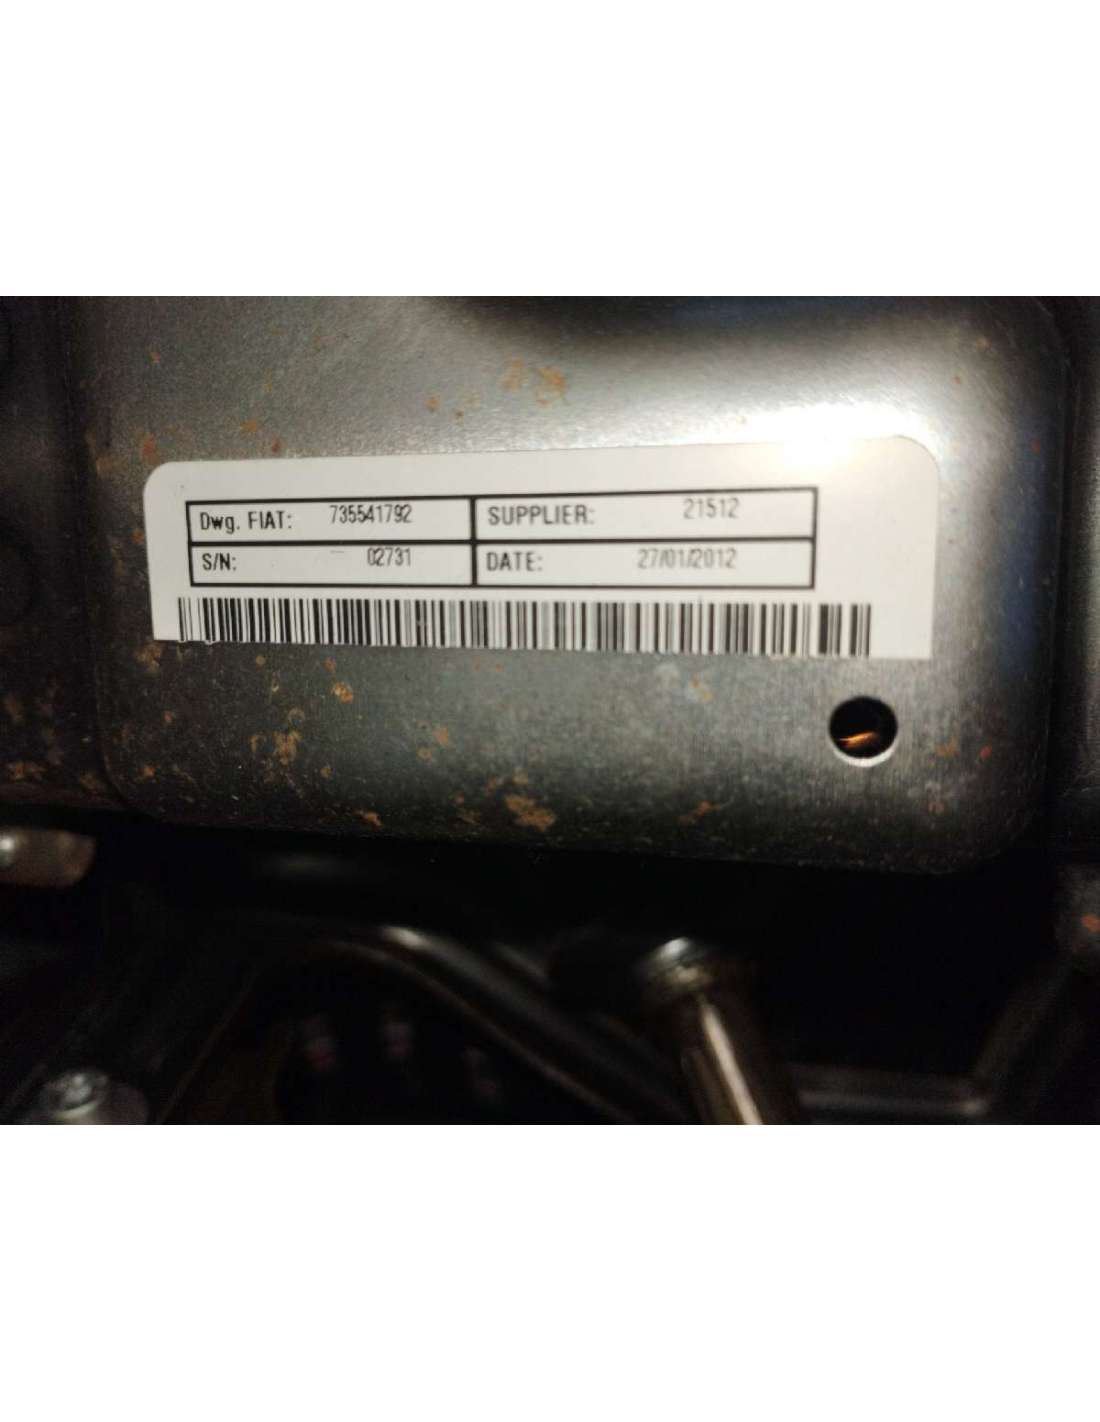 Dwg. FIAT: 735541792 SUPPLIER: 21512
S/N: 02731 DATE: 27/01/2012